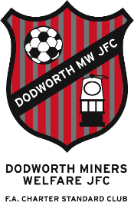 DODWORTH MW JFC
DODWORTH MINERS
WELFARE JFC
F.A. CHARTER STANDARD CLUB